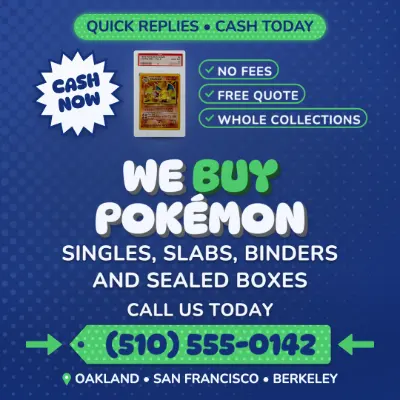 QUICK REPLIES • CASH TODAY
CASH
NOW
NO FEES
FREE QUOTE
WHOLE COLLECTIONS
WE BUY
POKÉMON
SINGLES, SLABS, BINDERS
AND SEALED BOXES
CALL US TODAY
(510) 555-0142
OAKLAND • SAN FRANCISCO • BERKELEY